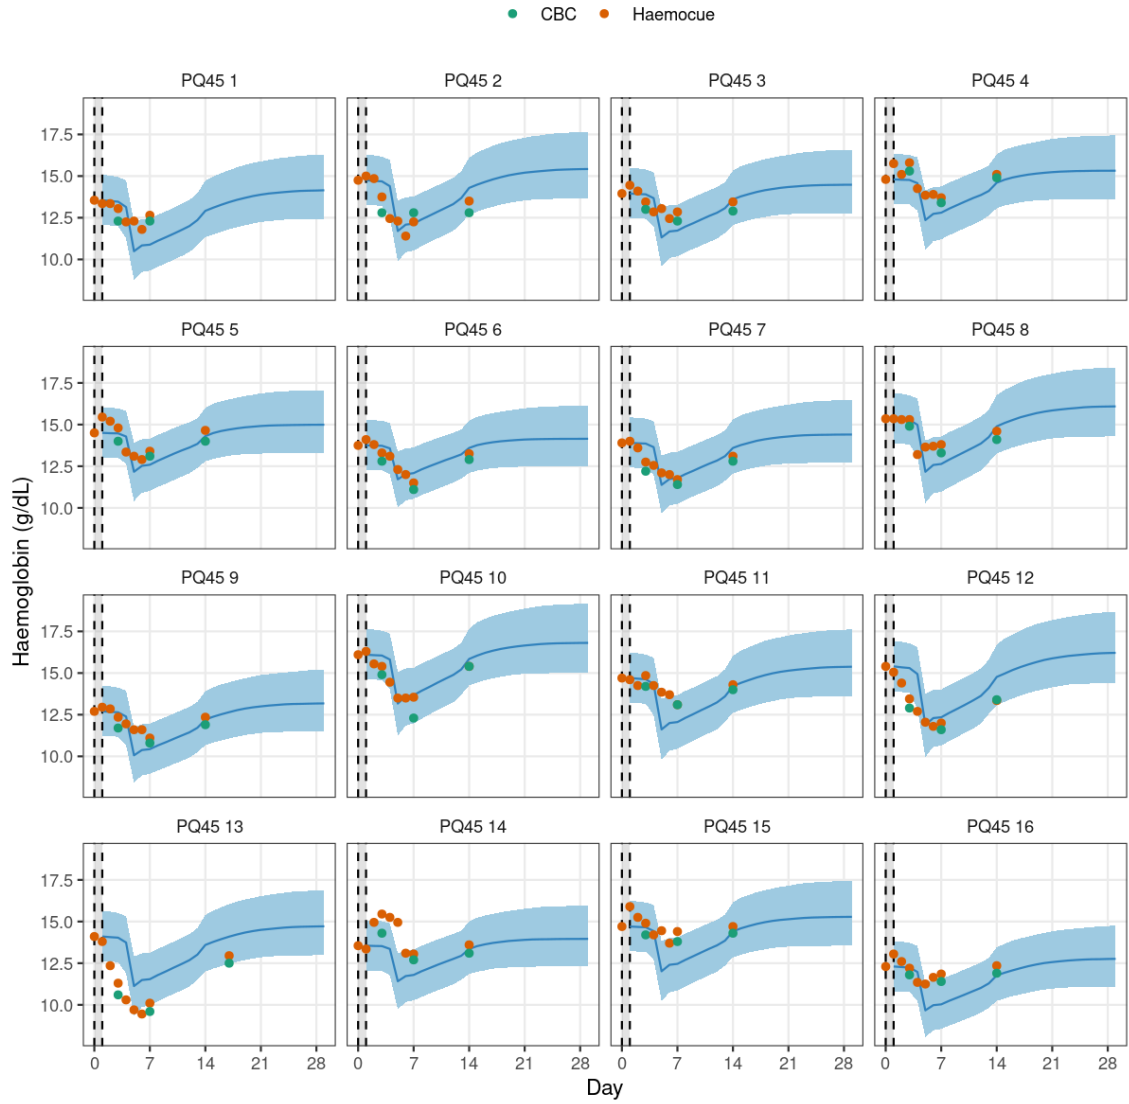 CBC Haemocue
PQ45 1 PQ45 2 PQ45 3 PQ45 4
17.5
15.0
12.5
10.0
PQ45 5 PQ45 6 PQ45 7 PQ45 8
17.5
15.0
12.5
10.0
PQ45 9 PQ45 10 PQ45 11 PQ45 12
17.5
15.0
12.5
10.0
PQ45 13 PQ45 14 PQ45 15 PQ45 16
17.5
15.0
12.5
10.0
0 7 14 21 28 0 7 14 21 28 0 7 14 21 28 0 7 14 21 28
Day
Haemoglobin (g/dL)